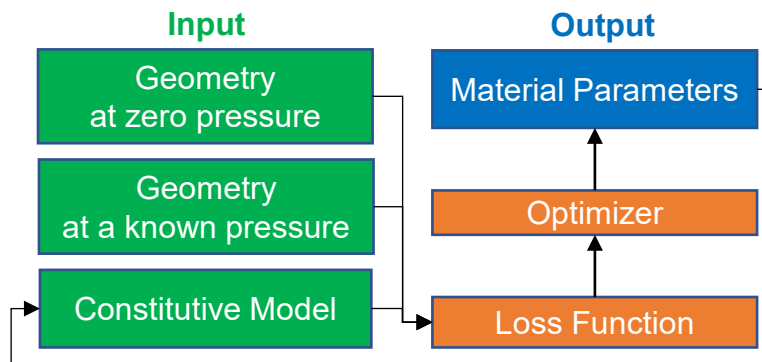 Input
Geometry
at zero pressure
Geometry
at a known pressure
Constitutive Model
Output
Material Parameters
Optimizer
Loss Function